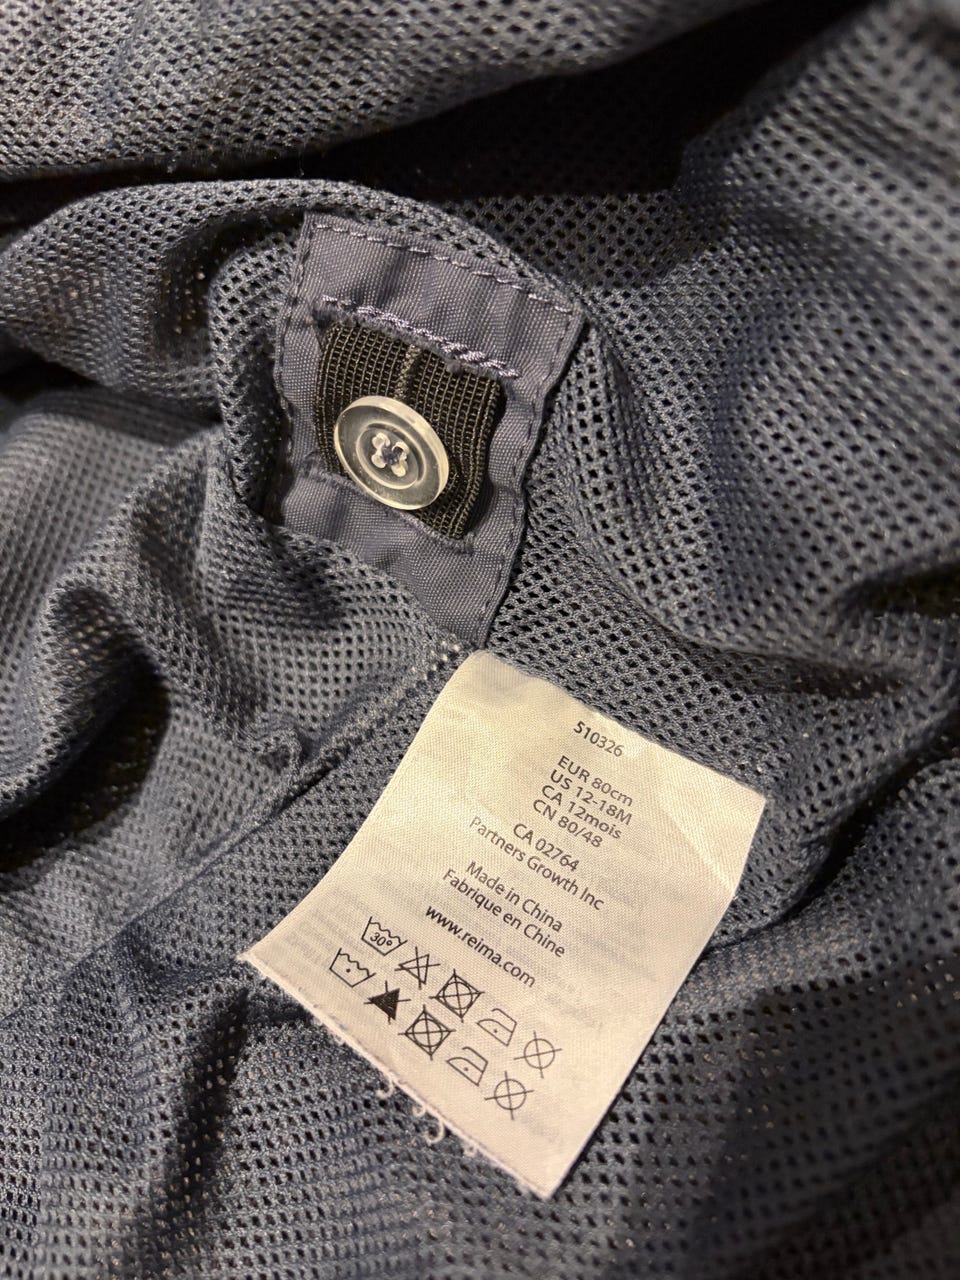 510326
EUR 80cm
US 12-18M
CA 12mois
CN 80/48
CA 02764
Partners Growth Inc
Made in China
Fabrique en Chine
www.reima.com
30°